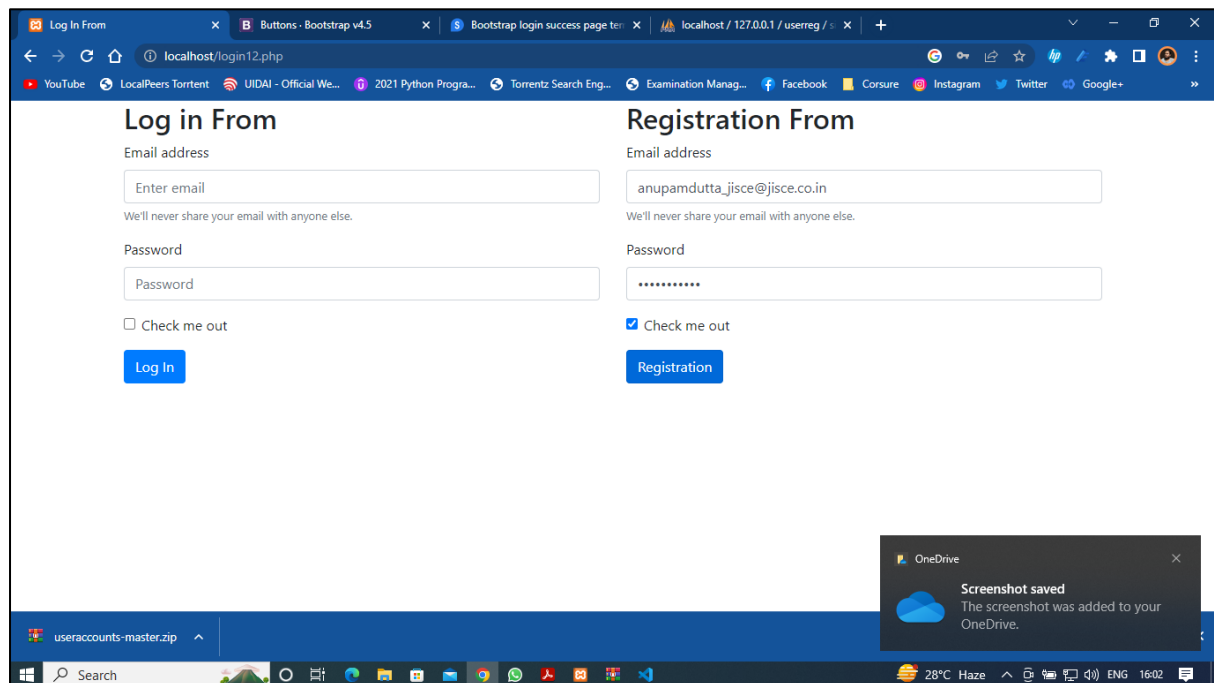 Log In From
Buttons · Bootstrap v4.5
Bootstrap login success page ten
localhost / 127.0.0.1 / userreg / s
localhost/login12.php
YouTube
LocalPeers Torrtent
UIDAI - Official We...
2021 Python Progra...
Torrentz Search Eng...
Examination Manag...
Facebook
Corsure
Instagram
Twitter
Google+
Log in From
Email address
Enter email
We'll never share your email with anyone else.
Password
Password
Check me out
Log In
Registration From
Email address
anupamdutta_jisce@jisce.co.in
We'll never share your email with anyone else.
Password
Check me out
Registration
OneDrive
Screenshot saved
The screenshot was added to your
OneDrive.
useraccounts-master.zip
Search
28°C Haze
ENG
16:02